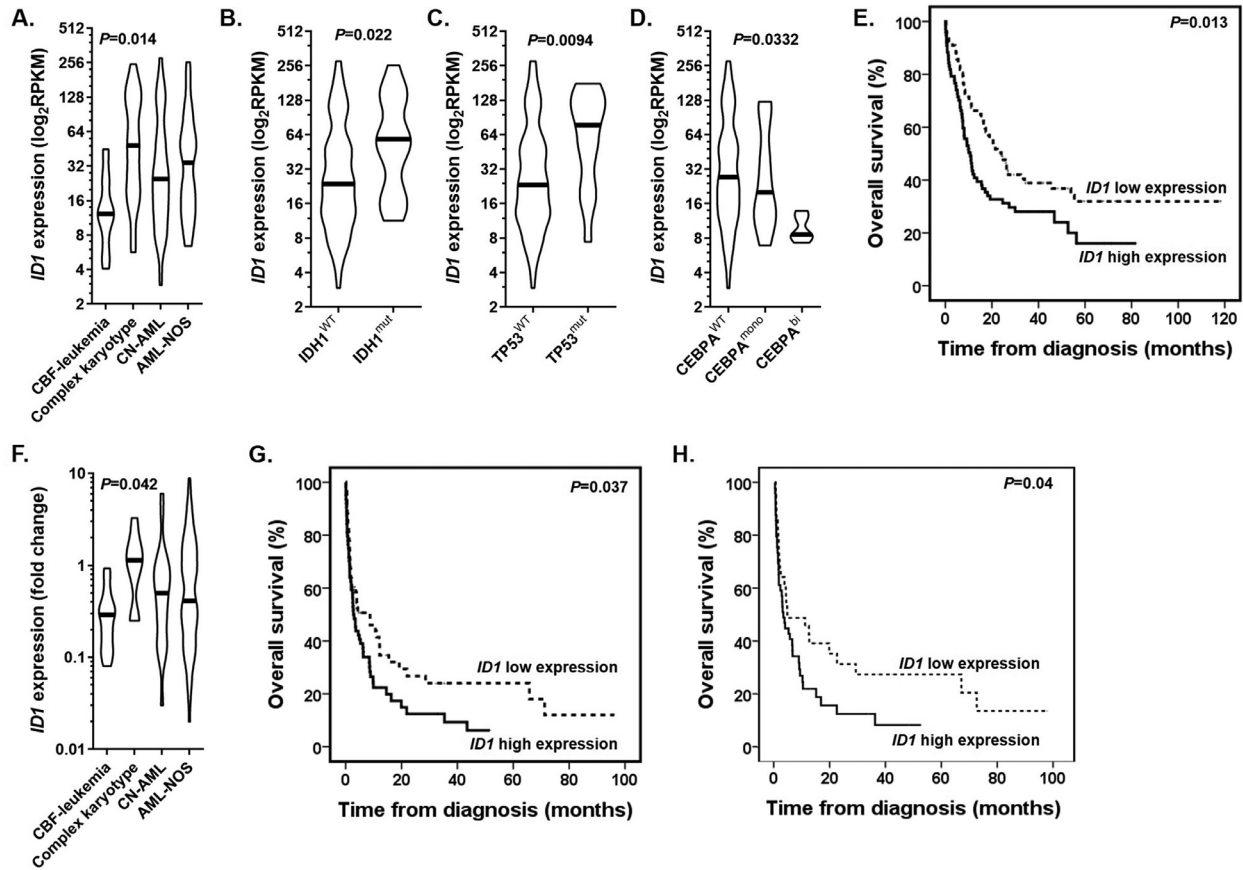 A.
P=0.014
ID1 expression (log2RPKM)
512
256
128
64
32
16
8
4
2
CBF-leukemia
Complex karyotype
CN-AML
AML-NOS
B.
P=0.022
ID1 expression (log2RPKM)
512
256
128
64
32
16
8
4
2
IDH1WT
IDH1mut
C.
P=0.0094
ID1 expression (log2RPKM)
512
256
128
64
32
16
8
4
2
TP53WT
TP53mut
D.
P=0.0332
ID1 expression (log2RPKM)
512
256
128
64
32
16
8
4
2
CEBPAWT
CEBPAmono
CEBPAbi
E.
P=0.013
Overall survival (%)
100
80
60
40
20
0
ID1 low expression
ID1 high expression
0 20 40 60 80 100 120
Time from diagnosis (months)
F.
P=0.042
ID1 expression (fold change)
10
1
0.1
0.01
CBF-leukemia
Complex karyotype
CN-AML
AML-NOS
G.
P=0.037
Overall survival (%)
100
80
60
40
20
0
ID1 low expression
ID1 high expression
0 20 40 60 80 100
Time from diagnosis (months)
H.
P=0.04
Overall survival (%)
100
80
60
40
20
0
ID1 low expression
ID1 high expression
0 20 40 60 80 100
Time from diagnosis (months)